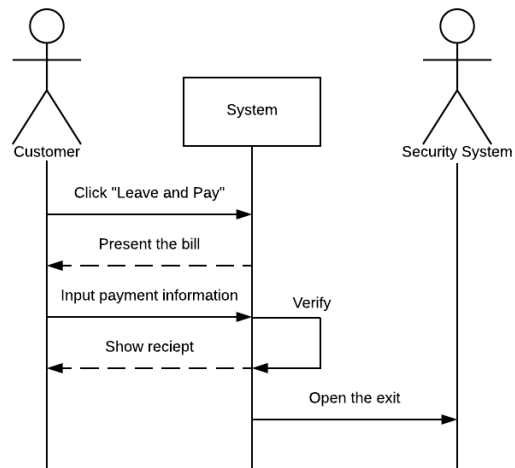 System
Customer
Security System
Click "Leave and Pay"
Present the bill
Input payment information
Verify
Show reciept
Open the exit